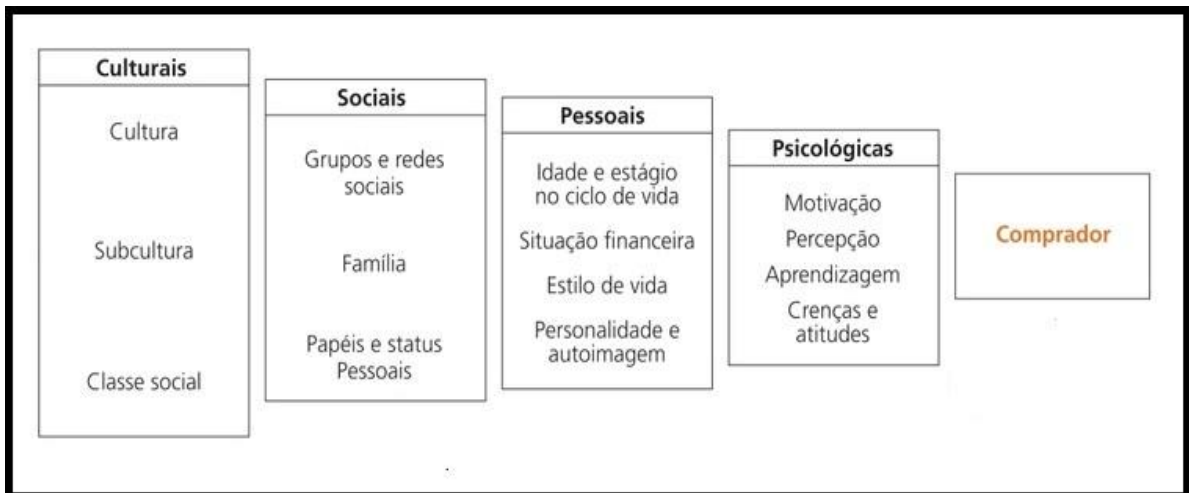 Culturais
Cultura
Subcultura
Classe social
Sociais
Grupos e redes
sociais
Família
Papéis e status
Pessoais
Pessoais
Idade e estágio
no ciclo de vida
Situação financeira
Estilo de vida
Personalidade e
autoimagem
Psicológicas
Motivação
Percepção
Aprendizagem
Crenças e
atitudes
Comprador